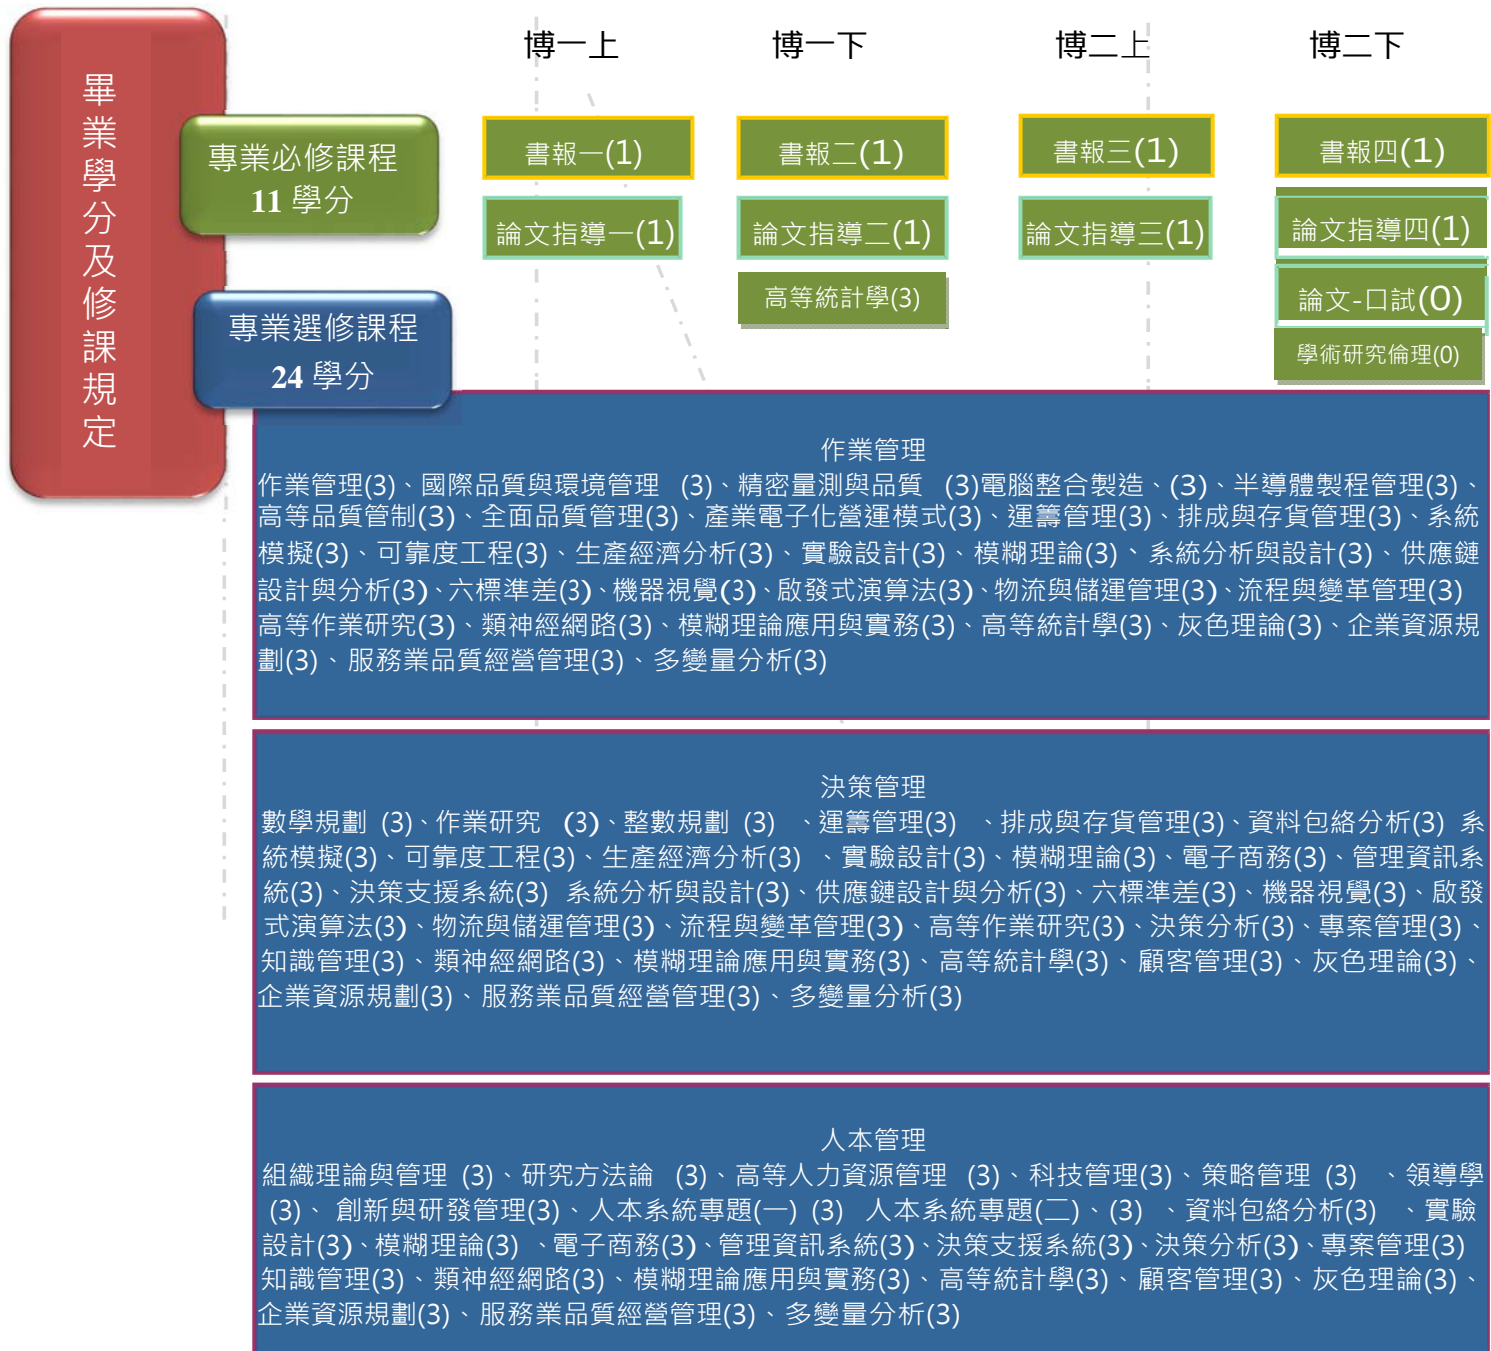 畢業學分及修課規定
博一上
博一下
博二上
博二下
專業必修課程
11 學分
書報一(1)
書報二(1)
書報三(1)
書報四(1)
論文指導一(1)
論文指導二(1)
論文指導三(1)
論文指導四(1)
高等統計學(3)
論文-口試(0)
學術研究倫理(0)
專業選修課程
24 學分
作業管理
作業管理(3)、國際品質與環境管理 (3)、精密量測與品質 (3)電腦整合製造、(3)、半導體製程管理(3)、
高等品質管制(3)、全面品質管理(3)、產業電子化營運模式(3)、運籌管理(3)、排成與存貨管理(3)、系統
模擬(3)、可靠度工程(3)、生產經濟分析(3)、實驗設計(3)、模糊理論(3)、系統分析與設計(3)、供應鏈
設計與分析(3)、六標準差(3)、機器視覺(3)、啟發式演算法(3)、物流與儲運管理(3)、流程與變革管理(3)
高等作業研究(3)、類神經網路(3)、模糊理論應用與實務(3)、高等統計學(3)、灰色理論(3)、企業資源規
劃(3)、服務業品質經營管理(3)、多變量分析(3)
決策管理
數學規劃 (3)、作業研究 (3)、整數規劃 (3) 、運籌管理(3) 、排成與存貨管理(3)、資料包絡分析(3) 系
統模擬(3)、可靠度工程(3)、生產經濟分析(3) 、實驗設計(3)、模糊理論(3)、電子商務(3)、管理資訊系
統(3)、決策支援系統(3) 系統分析與設計(3)、供應鏈設計與分析(3)、六標準差(3)、機器視覺(3)、啟發
式演算法(3)、物流與儲運管理(3)、流程與變革管理(3)、高等作業研究(3)、決策分析(3)、專案管理(3)、
知識管理(3)、類神經網路(3)、模糊理論應用與實務(3)、高等統計學(3)、顧客管理(3)、灰色理論(3)、
企業資源規劃(3)、服務業品質經營管理(3)、多變量分析(3)
人本管理
組織理論與管理 (3)、研究方法論 (3)、高等人力資源管理 (3)、科技管理(3)、策略管理 (3) 、領導學
(3)、 創新與研發管理(3)、人本系統專題(一) (3) 人本系統專題(二)、(3) 、資料包絡分析(3) 、實驗
設計(3)、模糊理論(3) 、電子商務(3)、管理資訊系統(3)、決策支援系統(3)、決策分析(3)、專案管理(3)
知識管理(3)、類神經網路(3)、模糊理論應用與實務(3)、高等統計學(3)、顧客管理(3)、灰色理論(3)、
企業資源規劃(3)、服務業品質經營管理(3)、多變量分析(3)